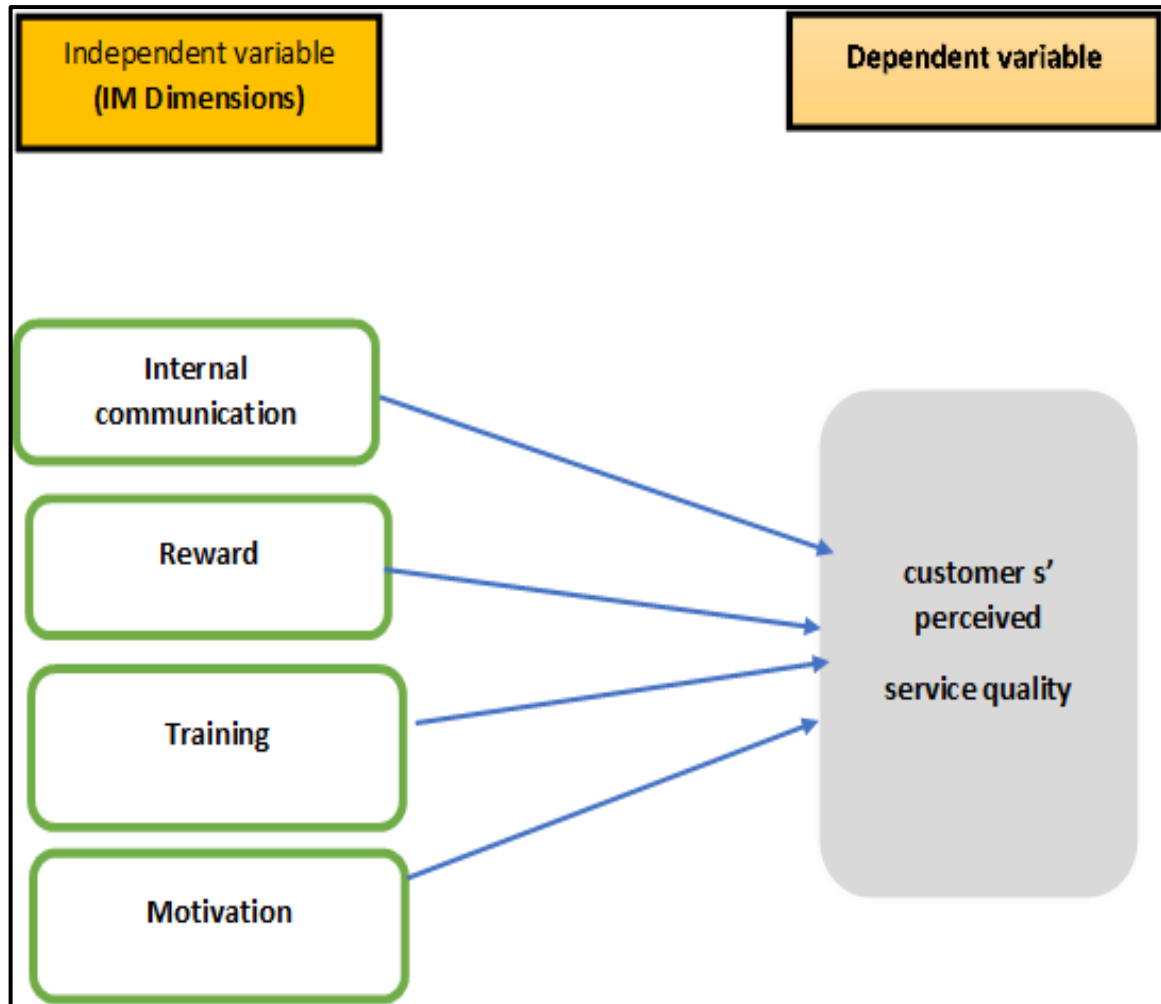 Independent variable
(IM Dimensions)
Dependent variable
Internal
communication
Reward
Training
Motivation
customer s’
perceived
service quality